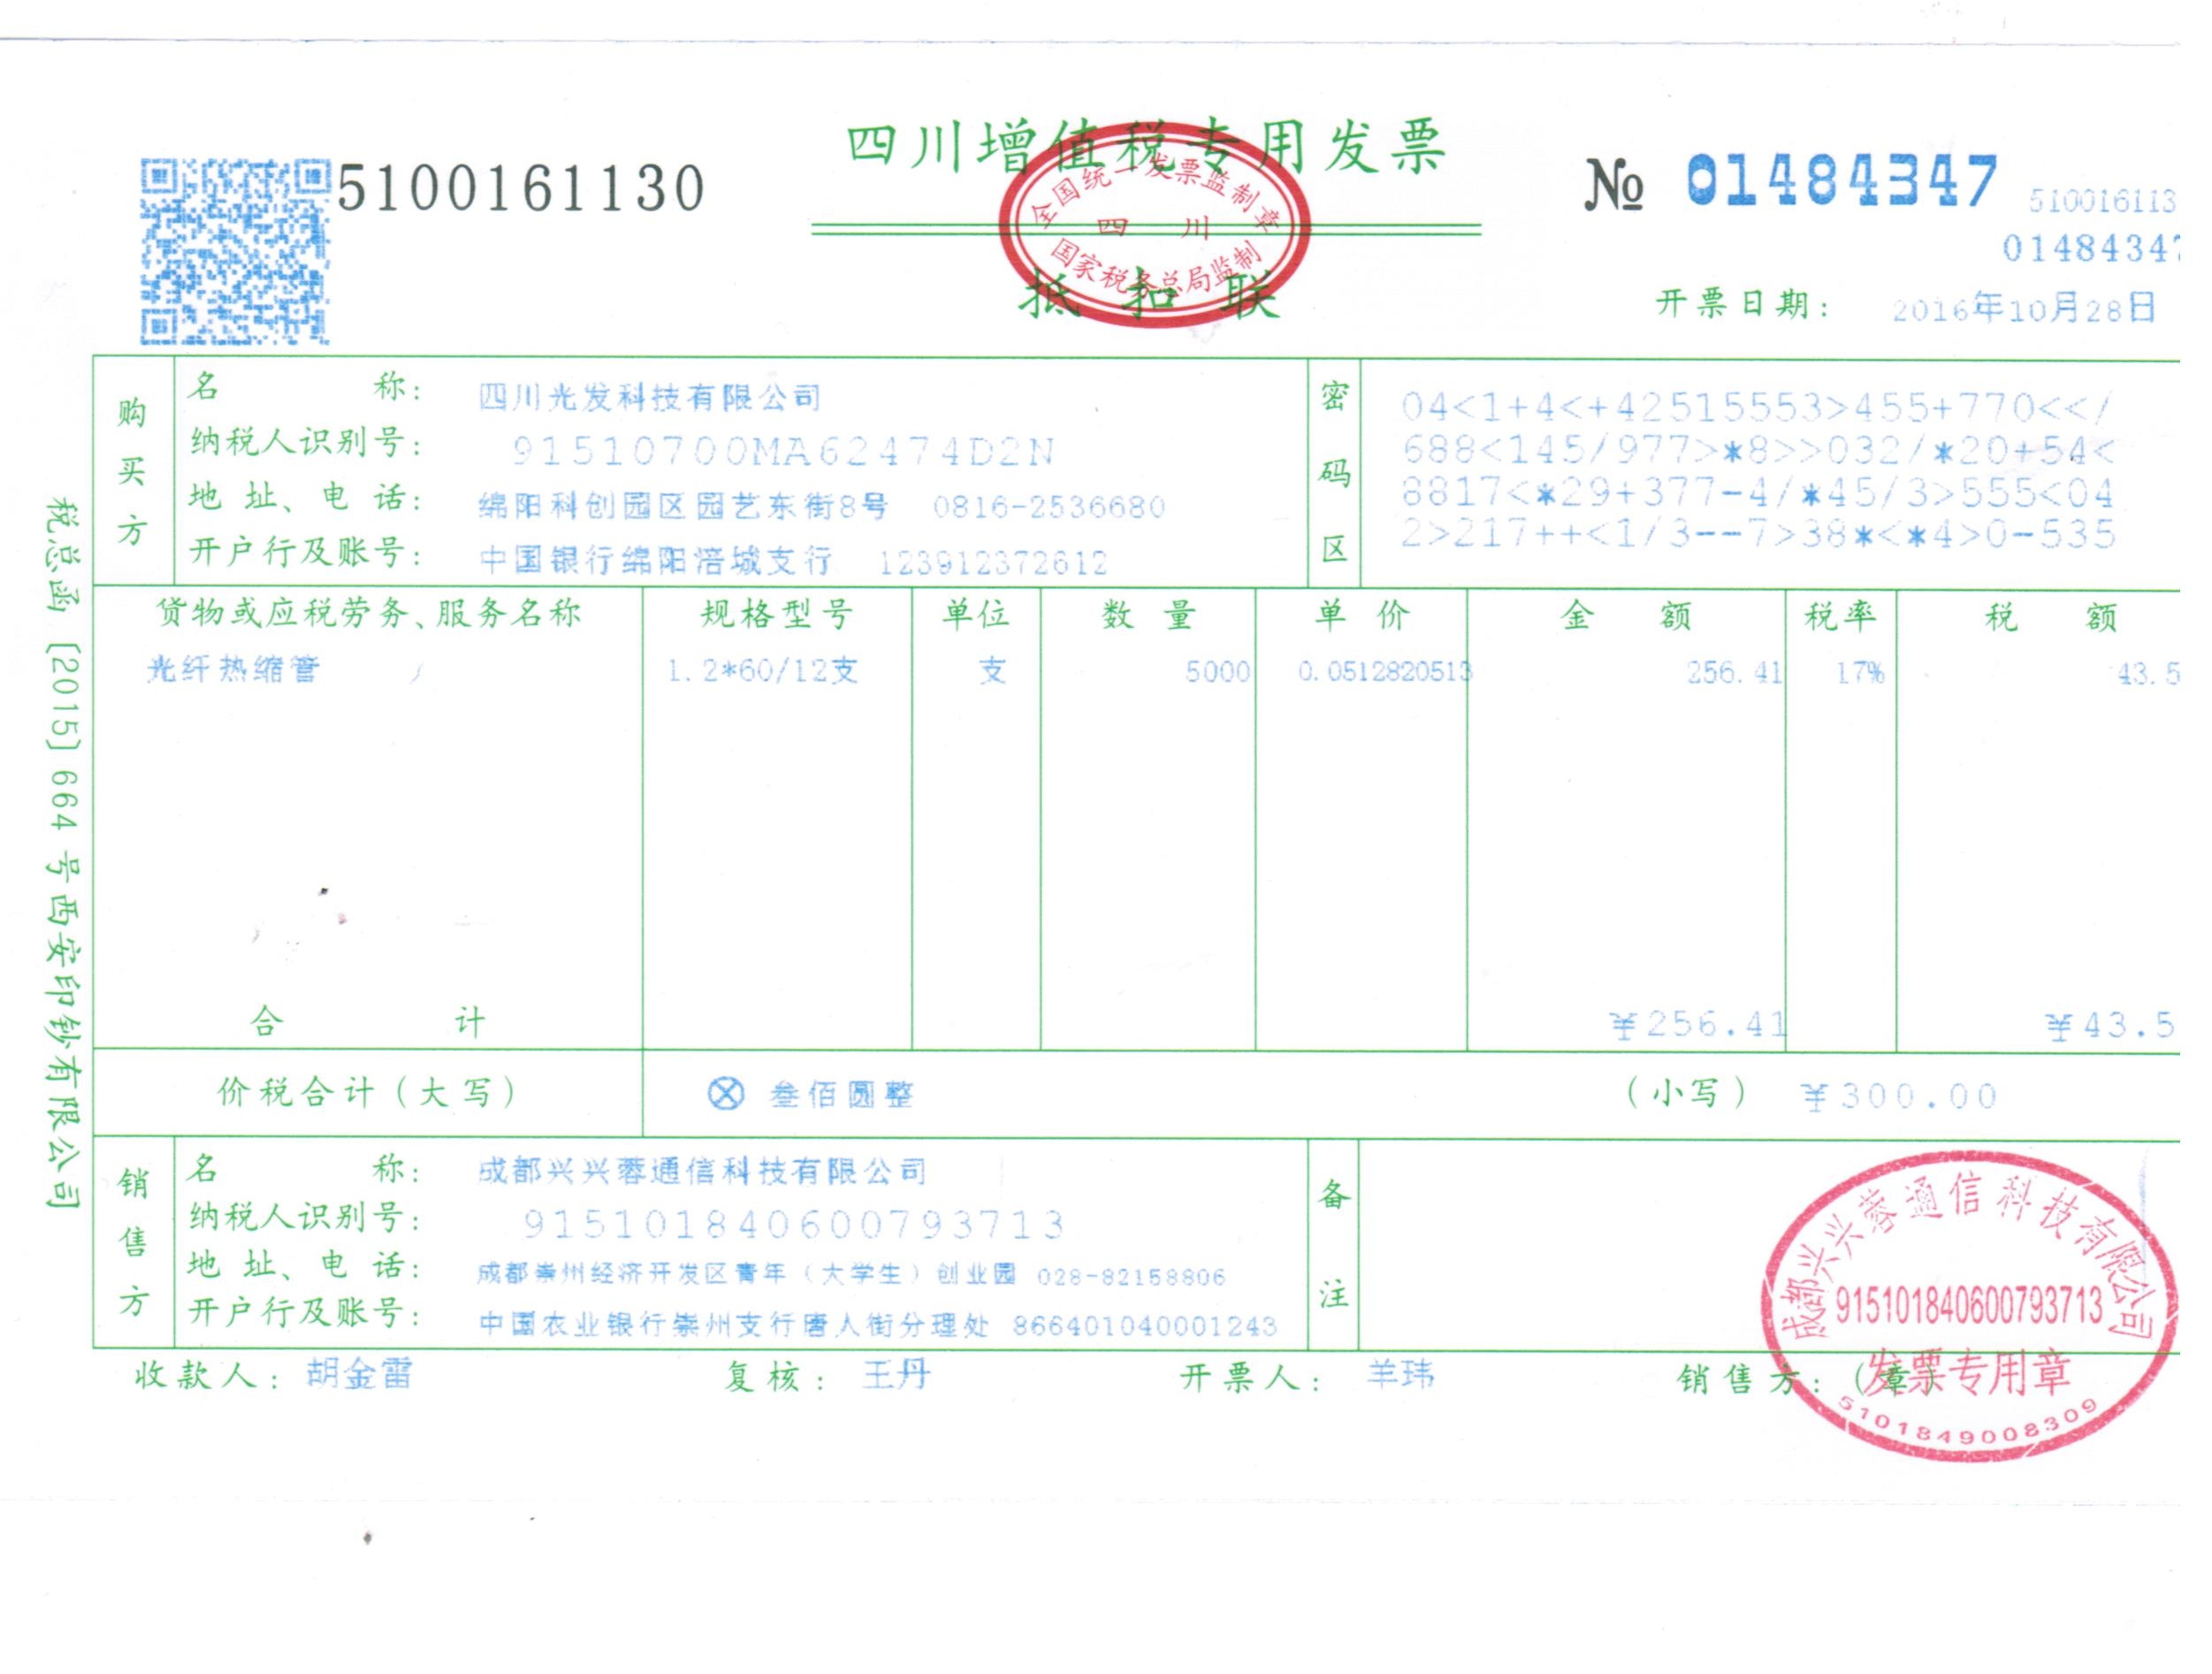 四川增值税专用发票
5100161130
№ 01484347
510016113
01484347
全国统一发票监制章
四川
国家税务总局监制
抵扣联
开票日期: 2016年10月28日
购买方
名称: 四川光发科技有限公司
纳税人识别号: 91510700MA62474D2N
地址、电话: 绵阳科创园区园艺东街8号 0816-2536680
开户行及账号: 中国银行绵阳涪城支行 123912372612
密码区
04<1+4<+42515553>455+770<</
688<145/977>*8>>032/*20+54<
8817<*29+377-4/*45/3>555<04
2>217++<1/3--7>38*<*4>0-535
货物或应税劳务、服务名称 规格型号 单位 数量 单价 金额 税率 税额
光纤热缩管 1.2*60/12支 支 5000 0.0512820513 256.41 17% 43.5
合计 ¥256.41 ¥43.5
价税合计(大写) ⊗ 叁佰圆整 (小写) ¥300.00
销售方
名称: 成都兴兴蓉通信科技有限公司
纳税人识别号: 915101840600793713
地址、电话: 成都崇州经济开发区青年(大学生)创业园 028-82158806
开户行及账号: 中国农业银行崇州支行唐人街分理处 866401040001243
备注
收款人: 胡金雷 复核: 王丹 开票人: 羊玮 销售方:(章)
成都兴兴蓉通信科技有限公司
915101840600793713
发票专用章
5101849008309
税总函[2015]664号西安印钞有限公司